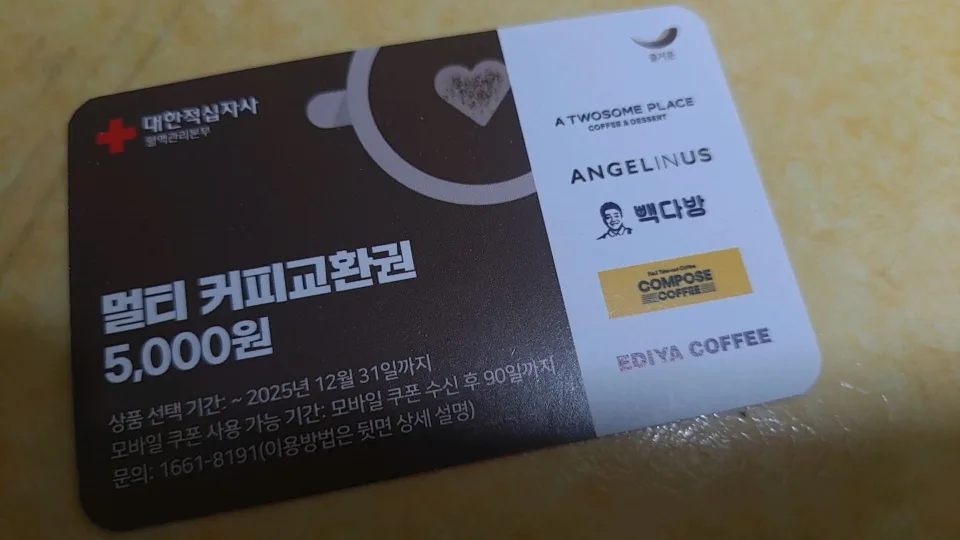 대한적십자사
혈액관리본부
멀티 커피교환권
5,000원
상품 선택 기간: ~ 2025년 12월 31일까지
모바일 쿠폰 사용 가능 기간: 모바일 쿠폰 수신 후 90일까지
문의: 1661-8191(이용방법은 뒷면 상세 설명)
즐거운
A TWOSOME PLACE
COFFEE & DESSERT
ANGELINUS
빽다방
COMPOSE
COFFEE
EDIYA COFFEE